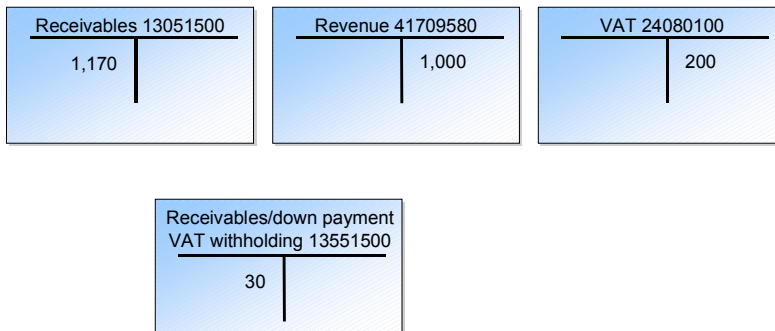 Receivables 13051500
1,170
Revenue 41709580
1,000
VAT 24080100
200
Receivables/down payment
VAT withholding 13551500
30